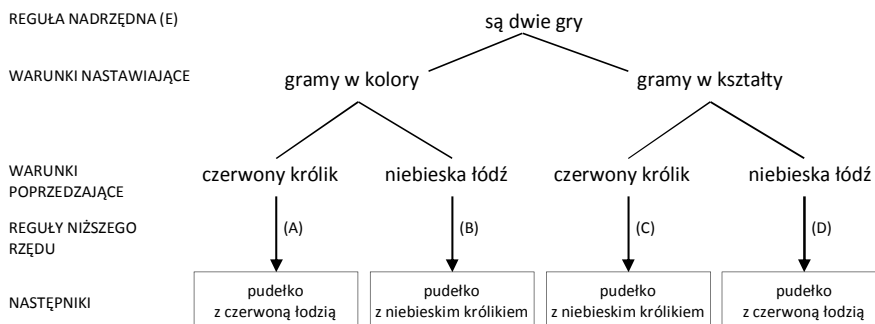 REGUŁA NADRZĘDNA (E)
są dwie gry
WARUNKI NASTAWIAJĄCE
gramy w kolory
gramy w kształty
WARUNKI
POPRZEDZAJĄCE
czerwony królik
niebieska łódź
czerwony królik
niebieska łódź
REGUŁY NIŻSZEGO
RZĘDU
(A)
(B)
(C)
(D)
NASTĘPNIKI
pudełko
z czerwoną łodzią
pudełko
z niebieskim królikiem
pudełko
z niebieskim królikiem
pudełko
z czerwoną łodzią